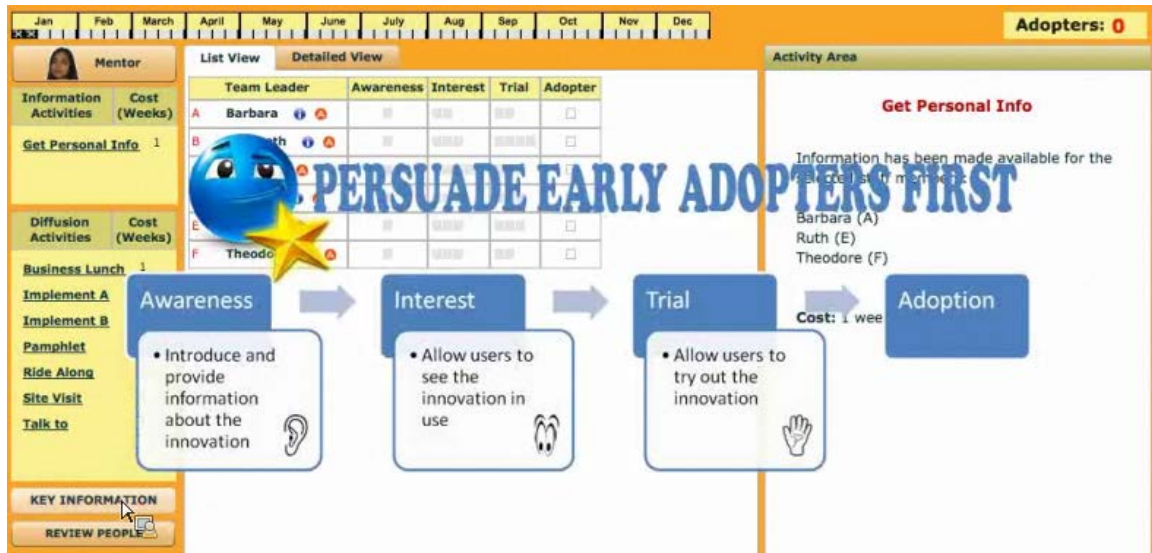 Jan Feb March April May June July Aug Sep Oct Nov Dec
Adopters: 0
Mentor
Information Activities
Cost (Weeks)
Get Personal Info 1
Diffusion Activities
Cost (Weeks)
Business Lunch 1
Implement A
Implement B
Pamphlet
Ride Along
Site Visit
Talk to
KEY INFORMATION
REVIEW PEOPLE
List View Detailed View
Team Leader Awareness Interest Trial Adopter
A Barbara
B
E
F
PERSUADE EARLY ADOPTERS FIRST
Awareness
• Introduce and
provide
information
about the
innovation
Interest
• Allow users to
see the
innovation in
use
Trial
• Allow users to
try out the
innovation
Adoption
Activity Area
Get Personal Info
Information has been made available for the
Barbara (A)
Ruth (E)
Theodore (F)
Cost: 1